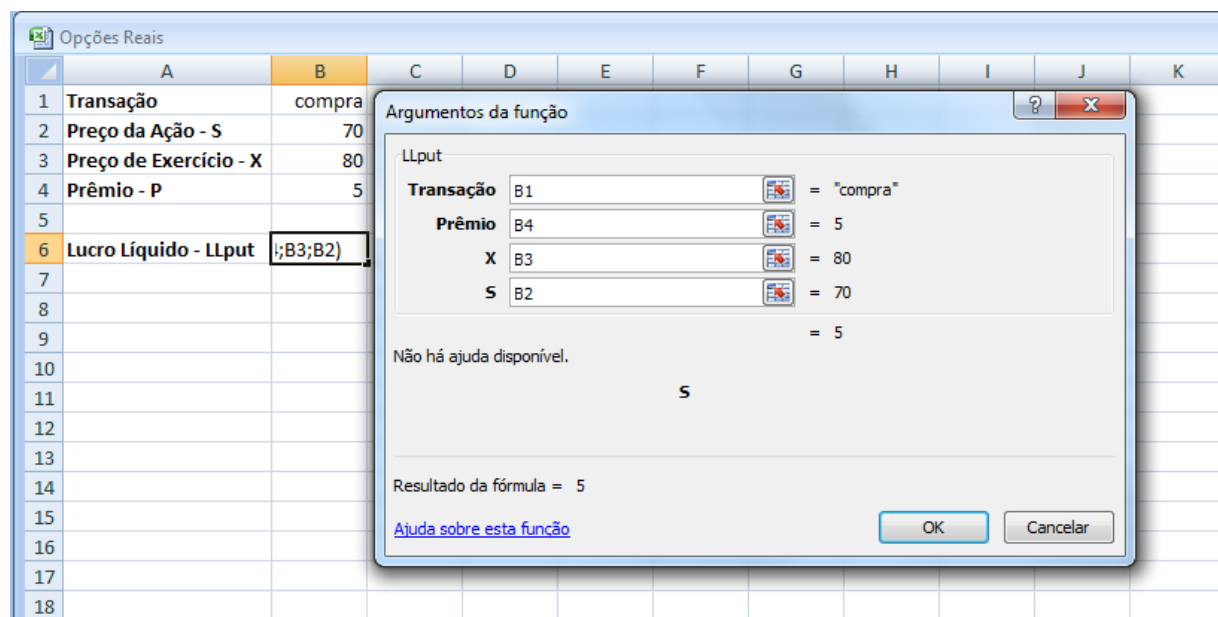 Opções Reais
A B C D E F G H I J K
1 Transação compra
2 Preço da Ação - S 70
3 Preço de Exercício - X 80
4 Prêmio - P 5
5
6 Lucro Líquido - LLput ;B3;B2)
7
8
9
10
11
12
13
14
15
16
17
18
Argumentos da função ? X
LLput
Transação B1 = "compra"
Prêmio B4 = 5
X B3 = 80
S B2 = 70
= 5
Não há ajuda disponível.
S
Resultado da fórmula = 5
Ajuda sobre esta função OK Cancelar